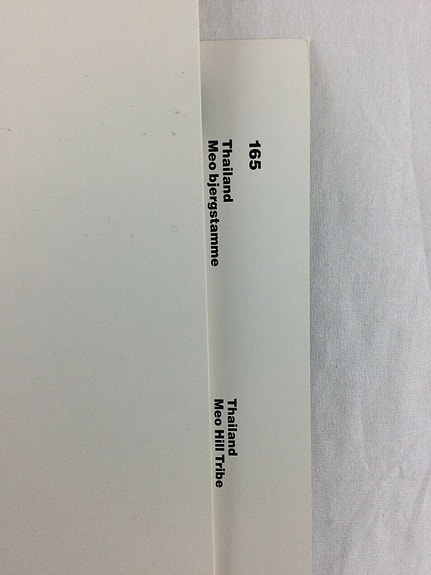 165
Thailand
Meo bjergstamme
Thailand
Meo Hill Tribe